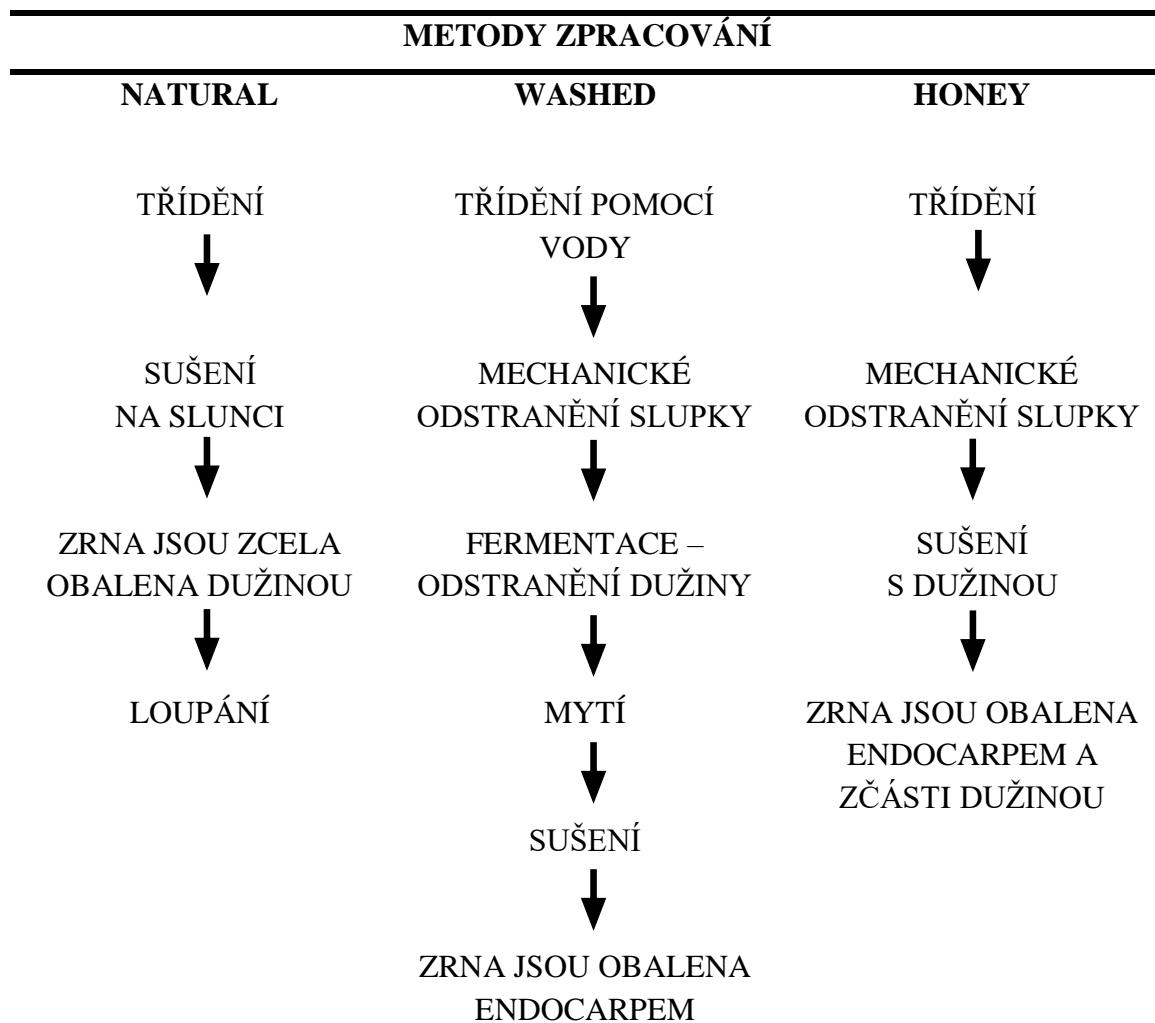 METODY ZPRACOVÁNÍ
NATURAL
WASHED
HONEY
TŘÍDĚNÍ
SUŠENÍ
NA SLUNCI
ZRNA JSOU ZCELA
OBALENA DUŽINOU
LOUPÁNÍ
TŘÍDĚNÍ POMOCÍ
VODY
MECHANICKÉ
ODSTRANĚNÍ SLUPKY
FERMENTACE –
ODSTRANĚNÍ DUŽINY
MYTÍ
SUŠENÍ
ZRNA JSOU OBALENA
ENDOCARPEM
TŘÍDĚNÍ
MECHANICKÉ
ODSTRANĚNÍ SLUPKY
SUŠENÍ
S DUŽINOU
ZRNA JSOU OBALENA
ENDOCARPEM A
ZČÁSTI DUŽINOU